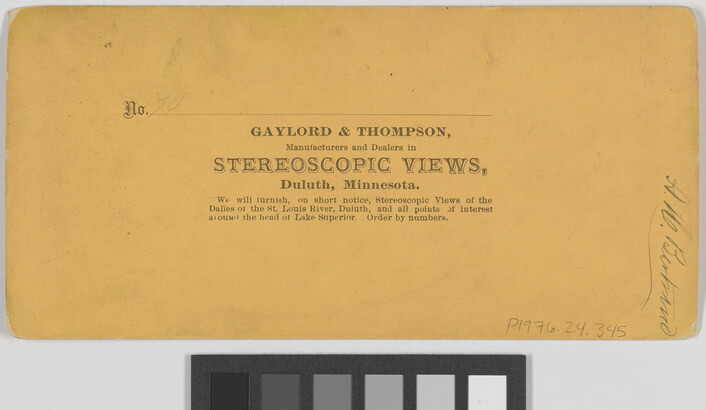 No. 70
GAYLORD & THOMPSON,
Manufacturers and Dealers in
STEREOSCOPIC VIEWS,
Duluth, Minnesota.
We will furnish, on short notice, Stereoscopic Views of the
Dalles of the St. Louis River, Duluth, and all points of interest
around the head of Lake Superior. Order by numbers.
A. W. Bertrand
P1976.24.345